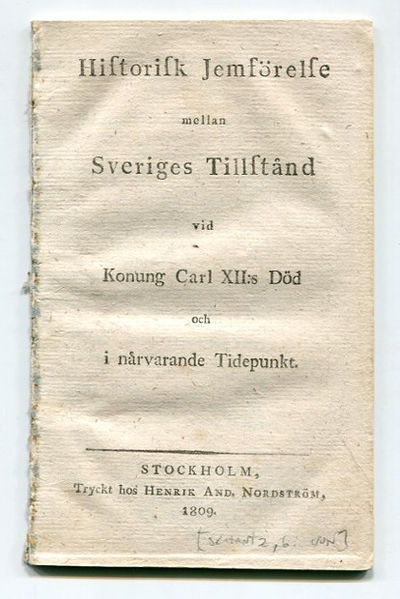 Hiſtoriſk Jemförelſe
mellan
Sveriges Tillſtånd
vid
Konung Carl XII:s Död
och
i nårvarande Tidepunkt.
STOCKHOLM,
Tryckt hos HENRIK AND. NORDSTRÖM,
1809.